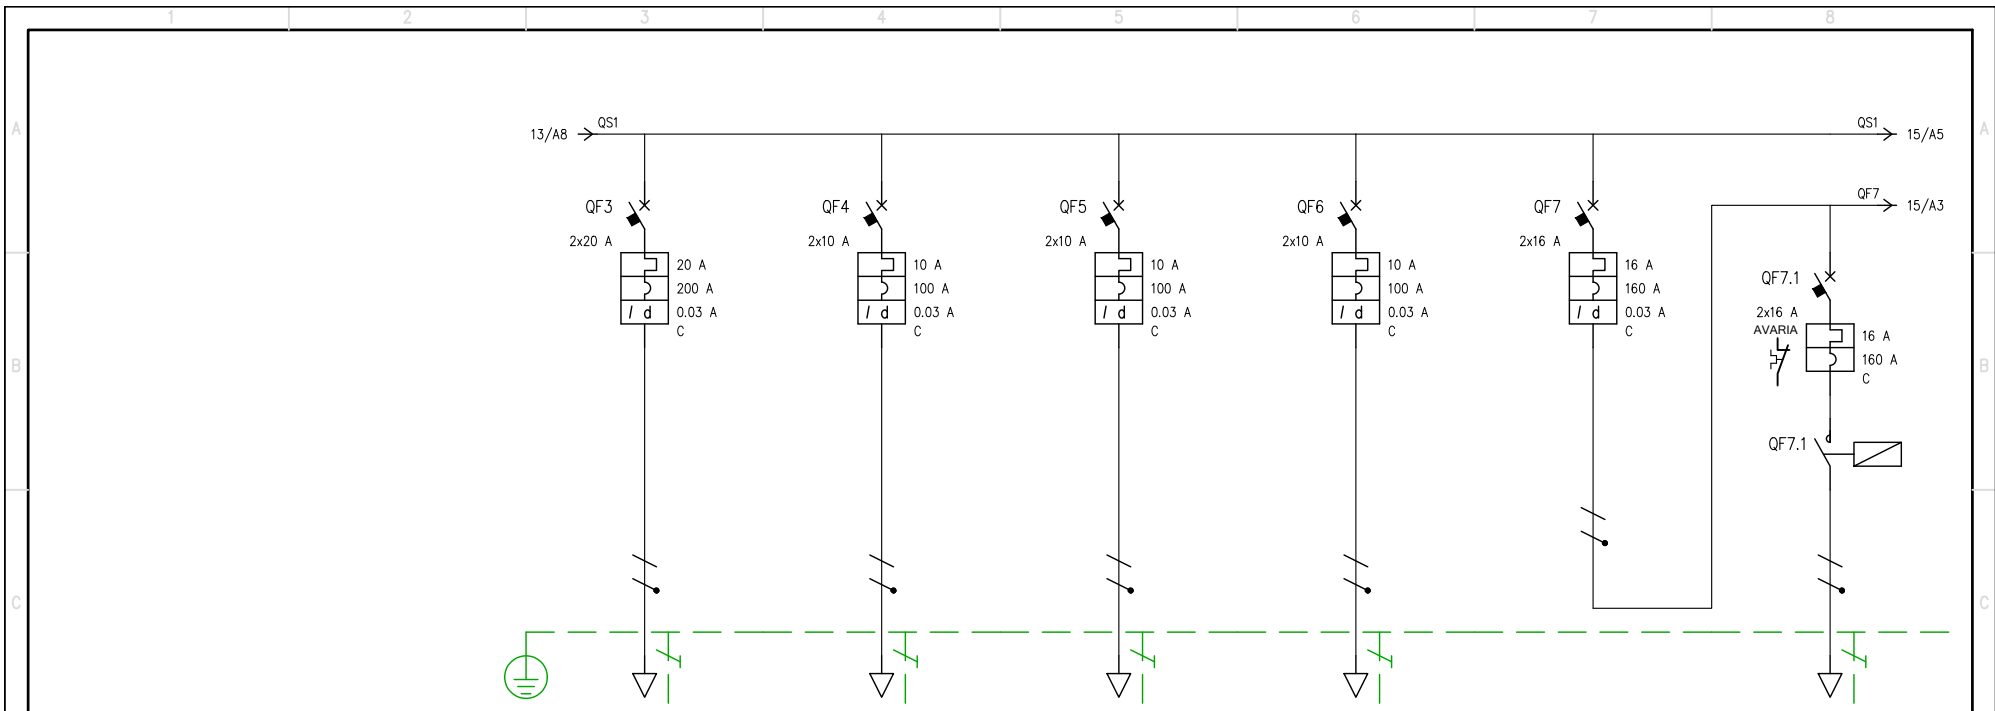 1 2 3 4 5 6 7 8
A A
13/A8 QS1 QS1 15/A5
QF7 15/A3
QF3 QF4 QF5 QF6 QF7
2x20 A 2x10 A 2x10 A 2x10 A 2x16 A
20 A 10 A 10 A 10 A 16 A
QF7.1
200 A 100 A 100 A 100 A 160 A
I d 0.03 A I d 0.03 A I d 0.03 A I d 0.03 A I d 0.03 A
2x16 A
C C C C C
AVARIA
16 A
160 A
B B
C
QF7.1
C C